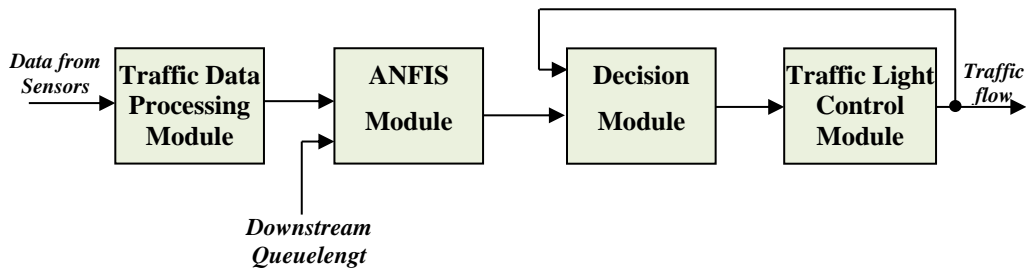 Data from
Sensors
Traffic Data
Processing
Module
ANFIS
Module
Decision
Module
Traffic Light
Control
Module
Traffic
flow
Downstream
Queuelengt